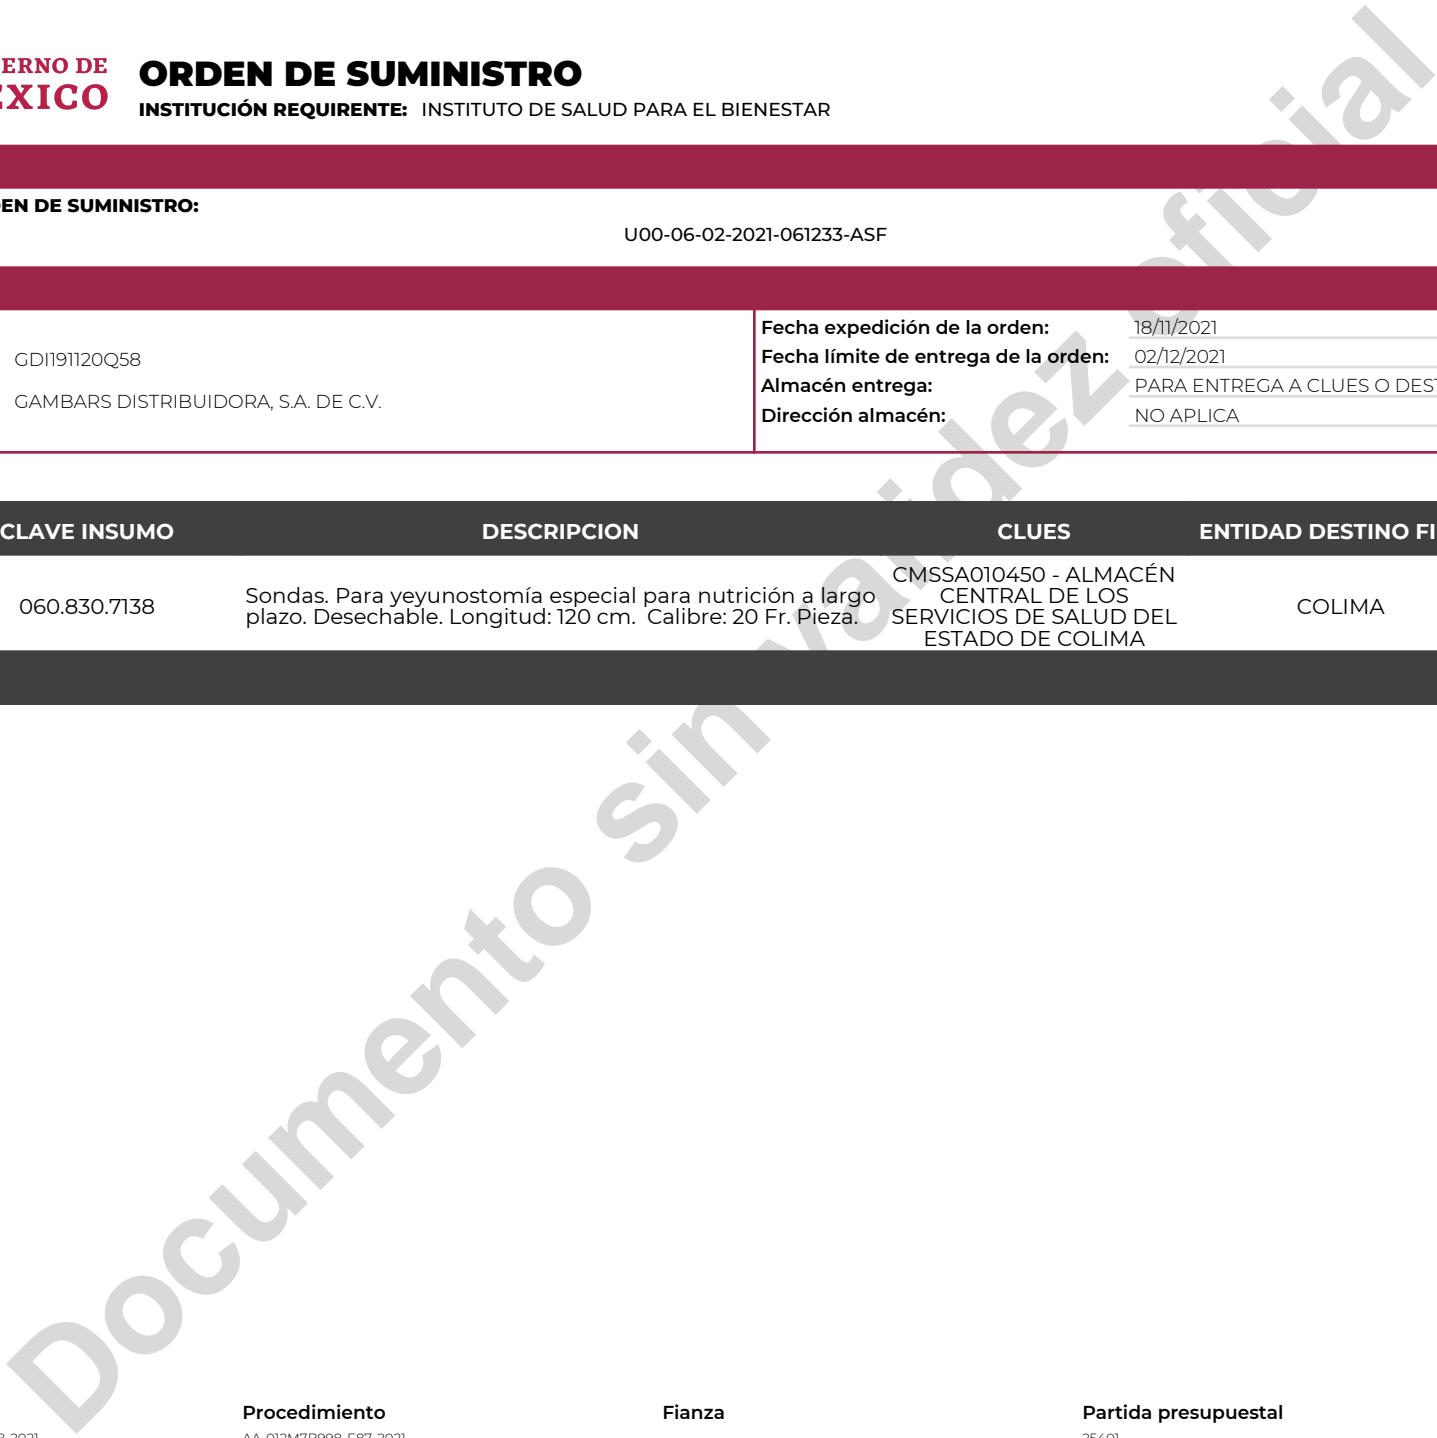 ERNO DE
EXICO
ORDEN DE SUMINISTRO
INSTITUCIÓN REQUIRENTE: INSTITUTO DE SALUD PARA EL BIENESTAR
EN DE SUMINISTRO:
U00-06-02-2021-061233-ASF
GDI191120Q58
GAMBARS DISTRIBUIDORA, S.A. DE C.V.
Fecha expedición de la orden: 18/11/2021
Fecha límite de entrega de la orden: 02/12/2021
Almacén entrega: PARA ENTREGA A CLUES O DEST
Dirección almacén: NO APLICA
CLAVE INSUMO DESCRIPCION CLUES ENTIDAD DESTINO FI
060.830.7138
Sondas. Para yeyunostomía especial para nutrición a largo
plazo. Desechable. Longitud: 120 cm. Calibre: 20 Fr. Pieza.
CMSSA010450 - ALMACÉN
CENTRAL DE LOS
SERVICIOS DE SALUD DEL
ESTADO DE COLIMA
COLIMA
Documento sin validez oficial
Procedimiento Fianza Partida presupuestal